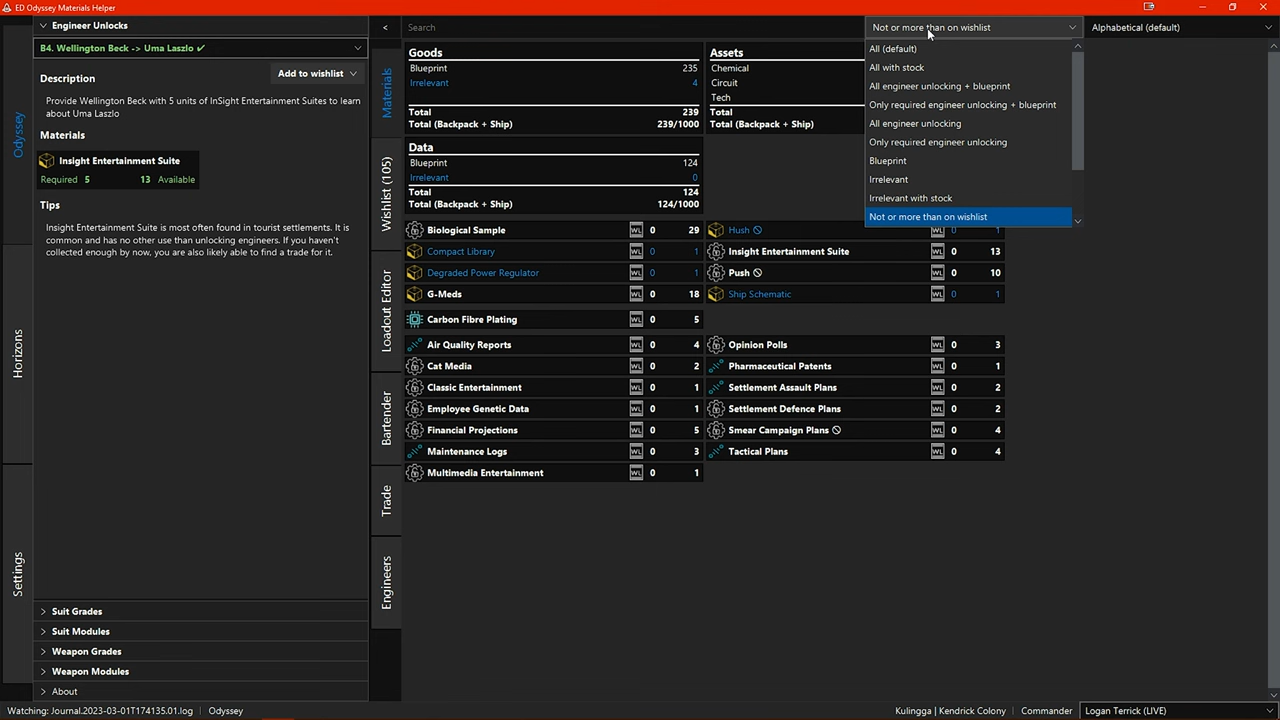 ED Odyssey Materials Helper
Odyssey
Horizons
Settings
Engineer Unlocks
B4. Wellington Beck -> Uma Laszlo ✓
Description
Add to wishlist
Provide Wellington Beck with 5 units of InSight Entertainment Suites to learn
about Uma Laszlo
Materials
Insight Entertainment Suite
Required 5 13 Available
Tips
Insight Entertainment Suite is most often found in tourist settlements. It is
common and has no other use than unlocking engineers. If you haven't
collected enough by now, you are also likely able to find a trade for it.
Suit Grades
Suit Modules
Weapon Grades
Weapon Modules
About
Materials
Wishlist (105)
Loadout Editor
Bartender
Trade
Engineers
<
Search
Not or more than on wishlist
Alphabetical (default)
All (default)
All with stock
All engineer unlocking + blueprint
Only required engineer unlocking + blueprint
All engineer unlocking
Only required engineer unlocking
Blueprint
Irrelevant
Irrelevant with stock
Not or more than on wishlist
Goods
Blueprint 235
Irrelevant 4
Total 239
Total (Backpack + Ship) 239/1000
Assets
Chemical
Circuit
Tech
Total
Total (Backpack + Ship)
Data
Blueprint 124
Irrelevant 0
Total 124
Total (Backpack + Ship) 124/1000
Biological Sample WL 0 29
Hush WL 0 1
Compact Library WL 0 1
Insight Entertainment Suite WL 0 13
Degraded Power Regulator WL 0 1
Push WL 0 10
G-Meds WL 0 18
Ship Schematic WL 0 1
Carbon Fibre Plating WL 0 5
Air Quality Reports WL 0 4
Opinion Polls WL 0 3
Cat Media WL 0 2
Pharmaceutical Patents WL 0 1
Classic Entertainment WL 0 1
Settlement Assault Plans WL 0 2
Employee Genetic Data WL 0 1
Settlement Defence Plans WL 0 2
Financial Projections WL 0 5
Smear Campaign Plans WL 0 4
Maintenance Logs WL 0 3
Tactical Plans WL 0 4
Multimedia Entertainment WL 0 1
Watching: Journal.2023-03-01T174135.01.log Odyssey
Kulingga | Kendrick Colony Commander Logan Terrick (LIVE)